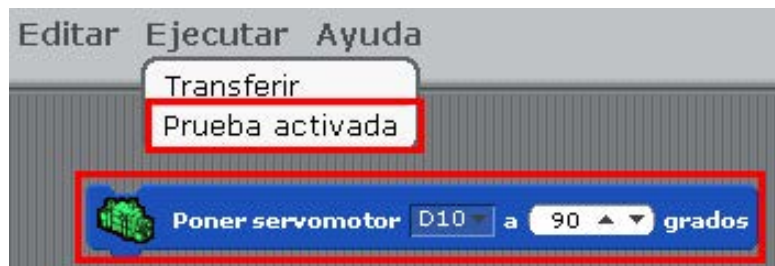 Editar Ejecutar Ayuda
Transferir
Prueba activada
Poner servomotor D10 a 90 grados